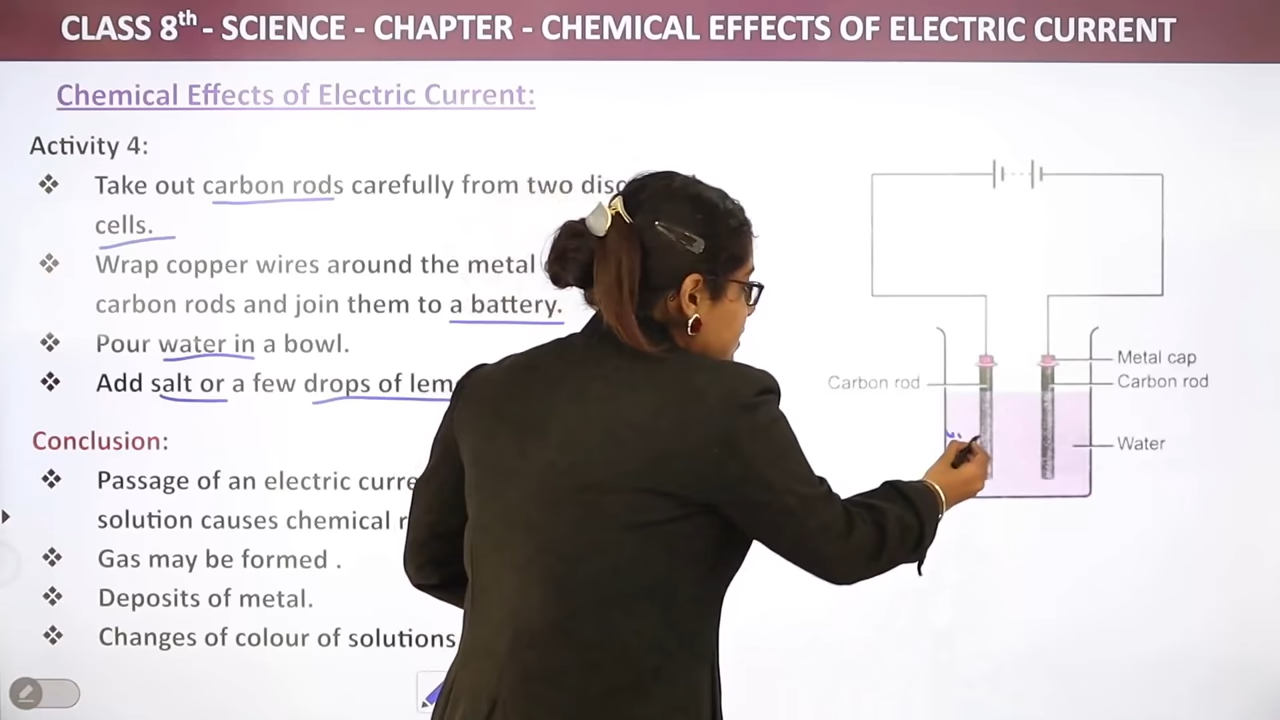 CLASS 8th - SCIENCE - CHAPTER - CHEMICAL EFFECTS OF ELECTRIC CURRENT
Chemical Effects of Electric Current:
Activity 4:
Take out carbon rods carefully from two
cells.
Wrap copper wires around the metal
carbon rods and join them to a battery.
Pour water in a bowl.
Add salt or a few drops of
Conclusion:
Passage of an electric
solution causes chemical
Gas may be formed .
Deposits of metal.
Changes of colour of solutions
Metal cap
Carbon rod
Carbon rod
Water